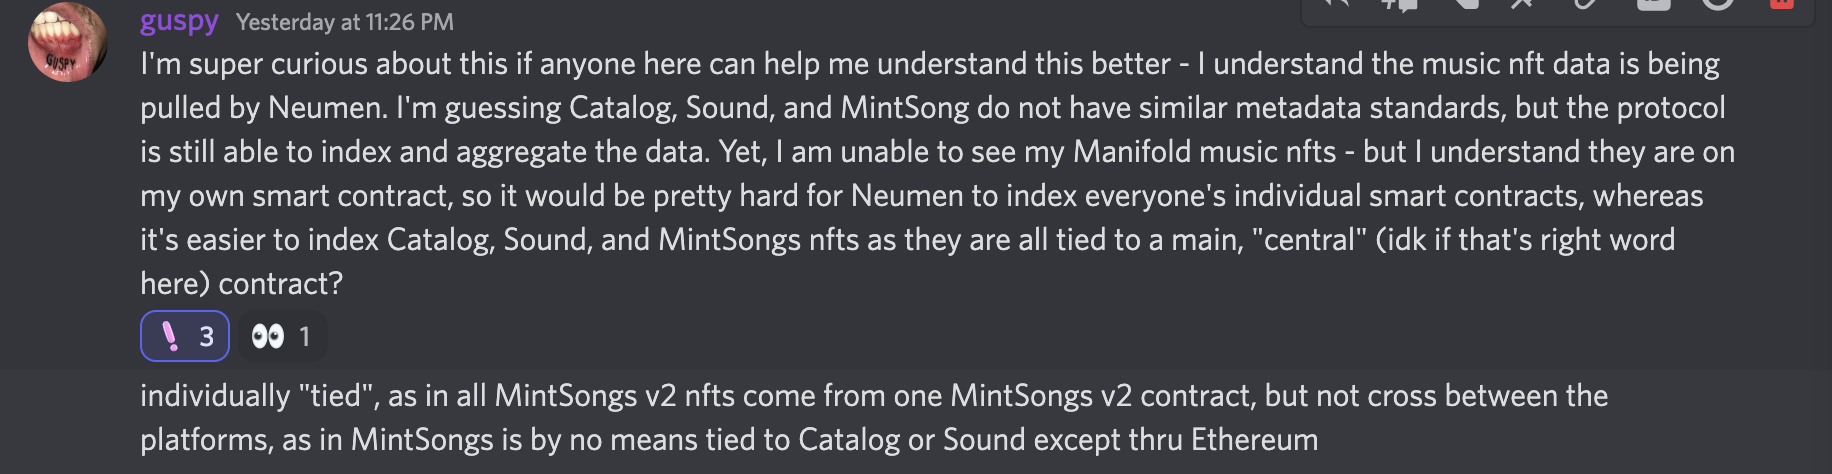 guspy Yesterday at 11:26 PM
GUSPY
I'm super curious about this if anyone here can help me understand this better - I understand the music nft data is being
pulled by Neumen. I'm guessing Catalog, Sound, and MintSong do not have similar metadata standards, but the protocol
is still able to index and aggregate the data. Yet, I am unable to see my Manifold music nfts - but I understand they are on
my own smart contract, so it would be pretty hard for Neumen to index everyone's individual smart contracts, whereas
it's easier to index Catalog, Sound, and MintSongs nfts as they are all tied to a main, "central" (idk if that's right word
here) contract?
3 1
individually "tied", as in all MintSongs v2 nfts come from one MintSongs v2 contract, but not cross between the
platforms, as in MintSongs is by no means tied to Catalog or Sound except thru Ethereum